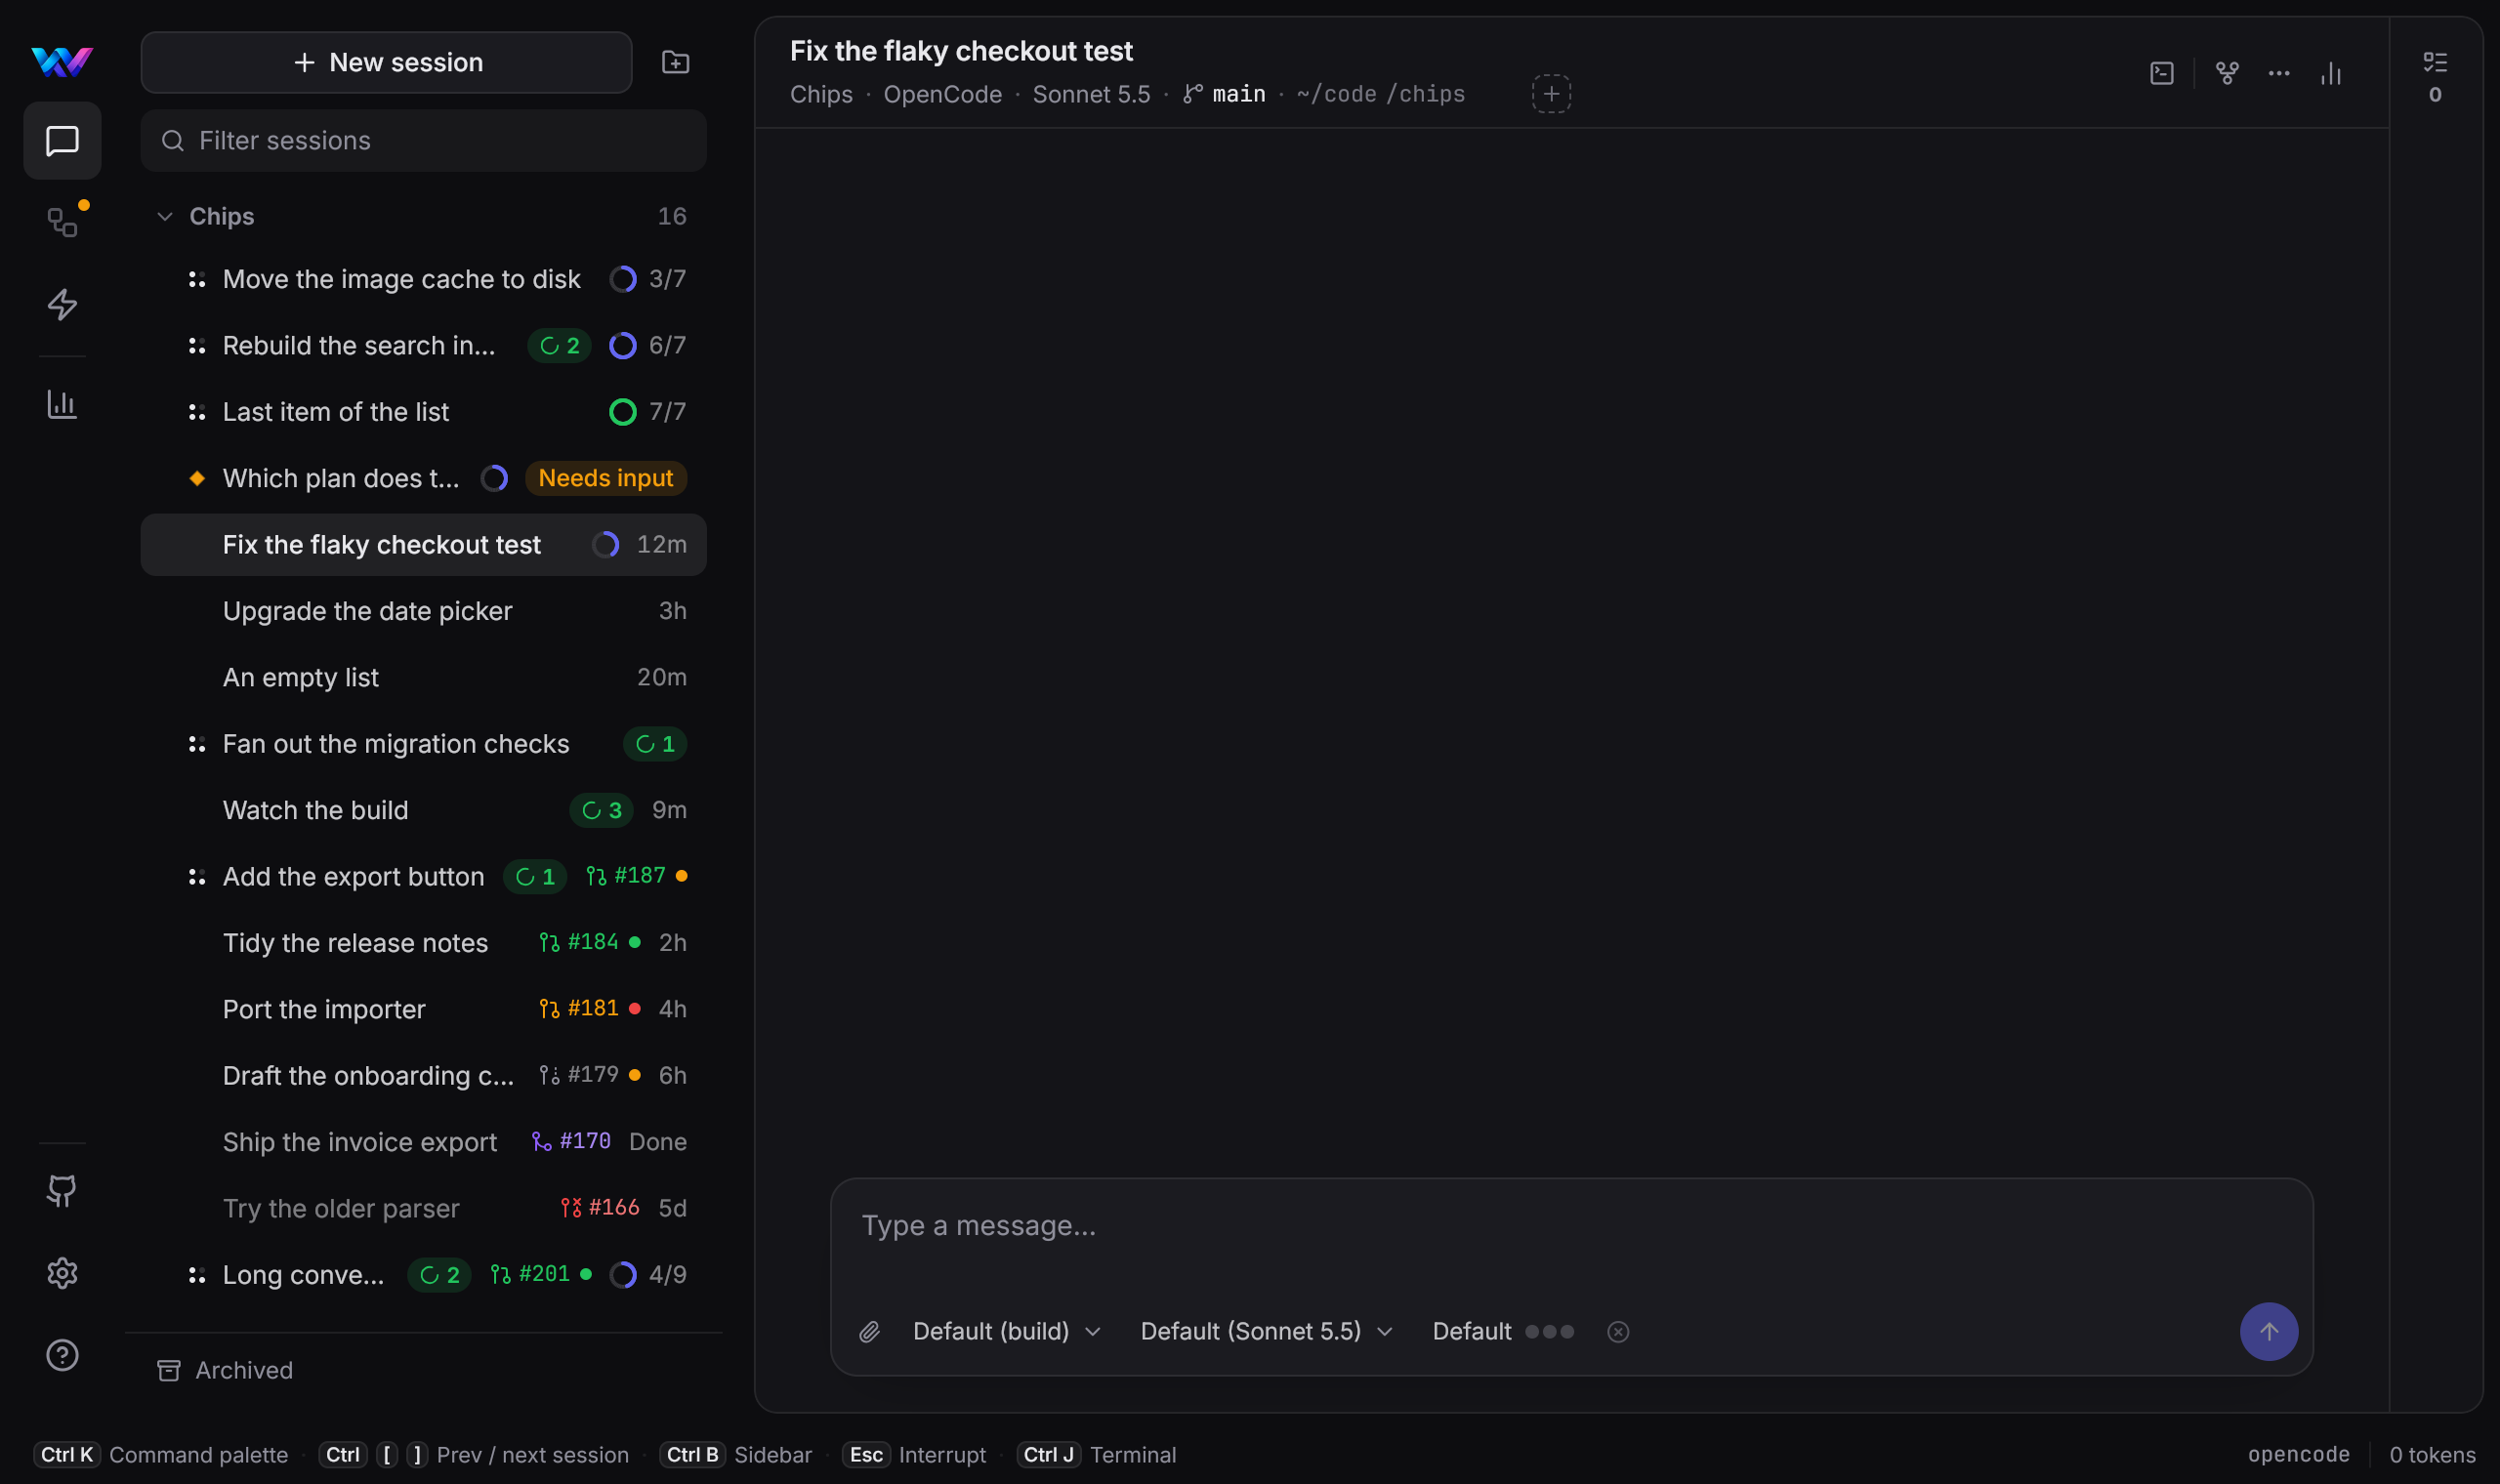 New session
Filter sessions
Chips 16
Move the image cache to disk 3/7
Rebuild the search in... 2 6/7
Last item of the list 7/7
Which plan does t... Needs input
Fix the flaky checkout test 12m
Upgrade the date picker 3h
An empty list 20m
Fan out the migration checks 1
Watch the build 3 9m
Add the export button 1 #187
Tidy the release notes #184 2h
Port the importer #181 4h
Draft the onboarding c... #179 6h
Ship the invoice export #170 Done
Try the older parser #166 5d
Long conve... 2 #201 4/9
Archived
Fix the flaky checkout test
Chips · OpenCode · Sonnet 5.5 · main · ~/code /chips
0
Type a message...
Default (build) Default (Sonnet 5.5) Default
Ctrl K Command palette · Ctrl [ ] Prev / next session · Ctrl B Sidebar · Esc Interrupt · Ctrl J Terminal
opencode 0 tokens